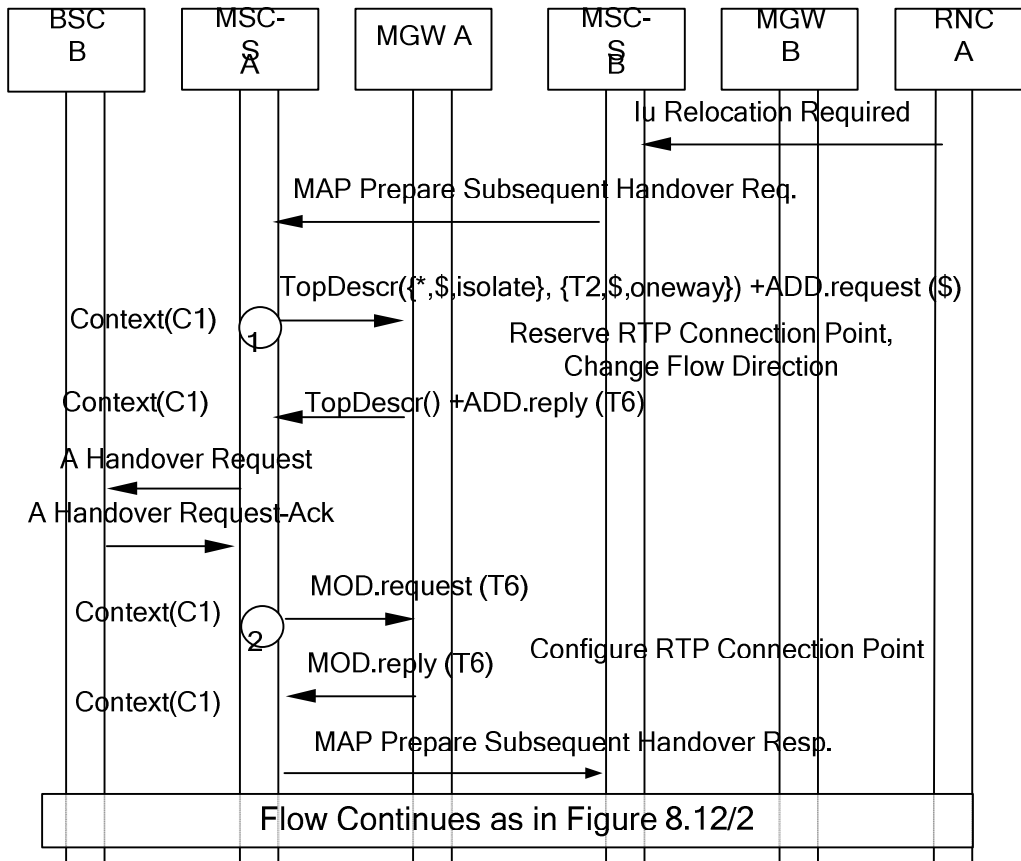 BSC
B
MSC-
S
A
MGW A
MSC-
S
B
MGW
B
RNC
A
Iu Relocation Required
MAP Prepare Subsequent Handover Req.
TopDescr({*,$,isolate}, {T2,$,oneway}) +ADD.request ($)
Context(C1)
1
Reserve RTP Connection Point,
Change Flow Direction
Context(C1)
TopDescr() +ADD.reply (T6)
A Handover Request
A Handover Request-Ack
MOD.request (T6)
Context(C1)
2
Configure RTP Connection Point
MOD.reply (T6)
Context(C1)
MAP Prepare Subsequent Handover Resp.
Flow Continues as in Figure 8.12/2